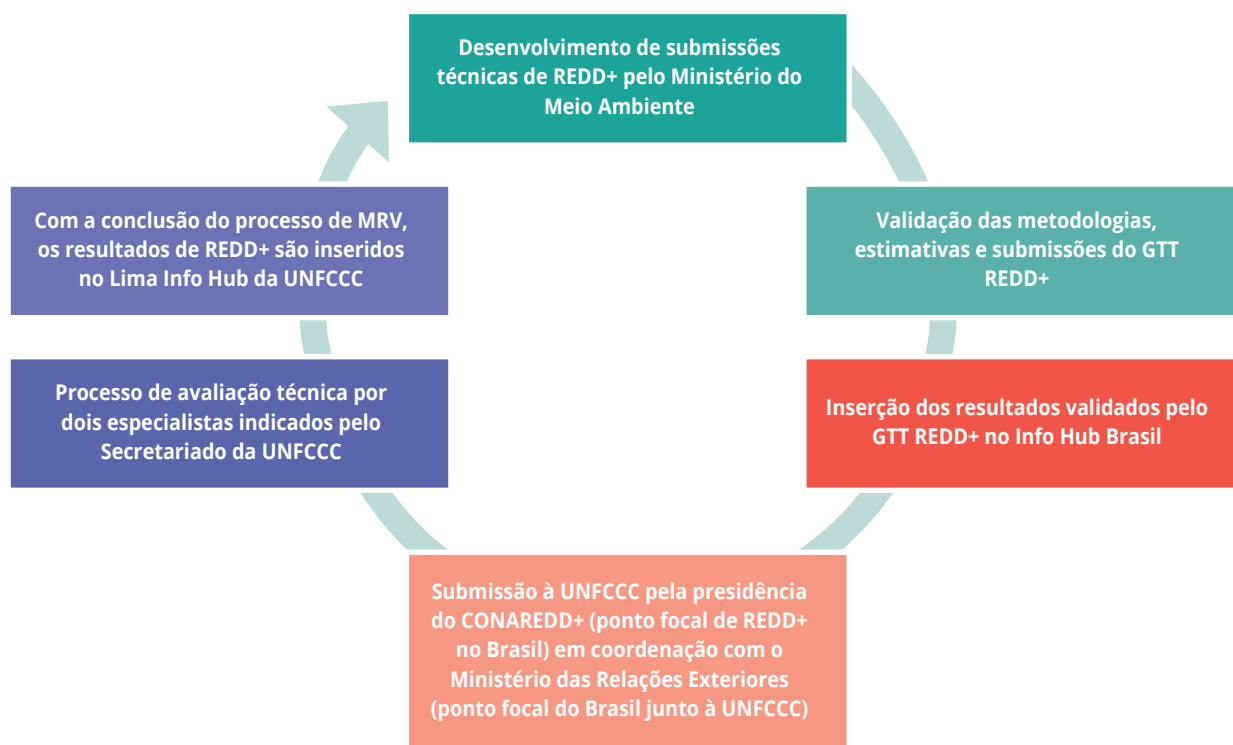 Desenvolvimento de submissões
técnicas de REDD+ pelo Ministério do
Meio Ambiente
Validação das metodologias,
estimativas e submissões do GTT
REDD+
Inserção dos resultados validados pelo
GTT REDD+ no Info Hub Brasil
Submissão à UNFCCC pela presidência
do CONAREDD+ (ponto focal de REDD+
no Brasil) em coordenação com o
Ministério das Relações Exteriores
(ponto focal do Brasil junto à UNFCCC)
Processo de avaliação técnica por
dois especialistas indicados pelo
Secretariado da UNFCCC
Com a conclusão do processo de MRV,
os resultados de REDD+ são inseridos
no Lima Info Hub da UNFCCC